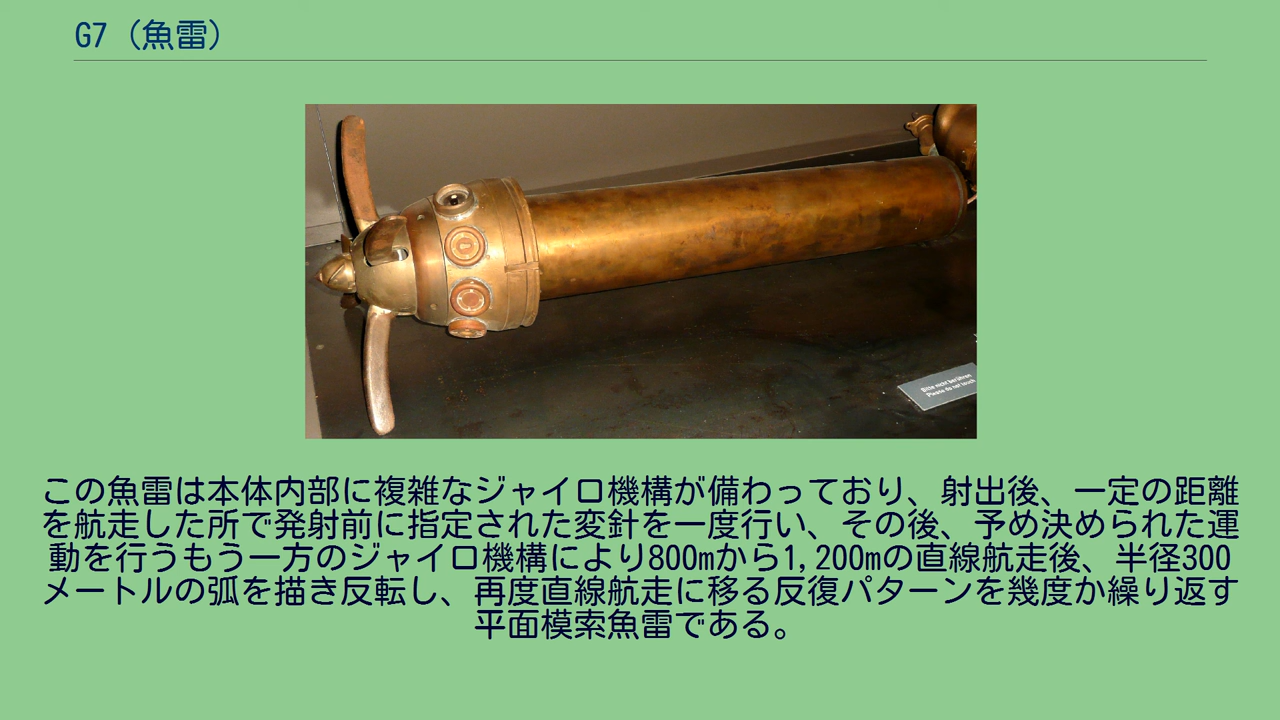 G7（魚雷）
Bitte nicht berühren
Please do not touch
この魚雷は本体内部に複雑なジャイロ機構が備わっており、射出後、一定の距離
を航走した所で発射前に指定された変針を一度行い、その後、予め決められた運
動を行うもう一方のジャイロ機構により800mから1,200mの直線航走後、半径300
メートルの弧を描き反転し、再度直線航走に移る反復パターンを幾度か繰り返す
平面模索魚雷である。